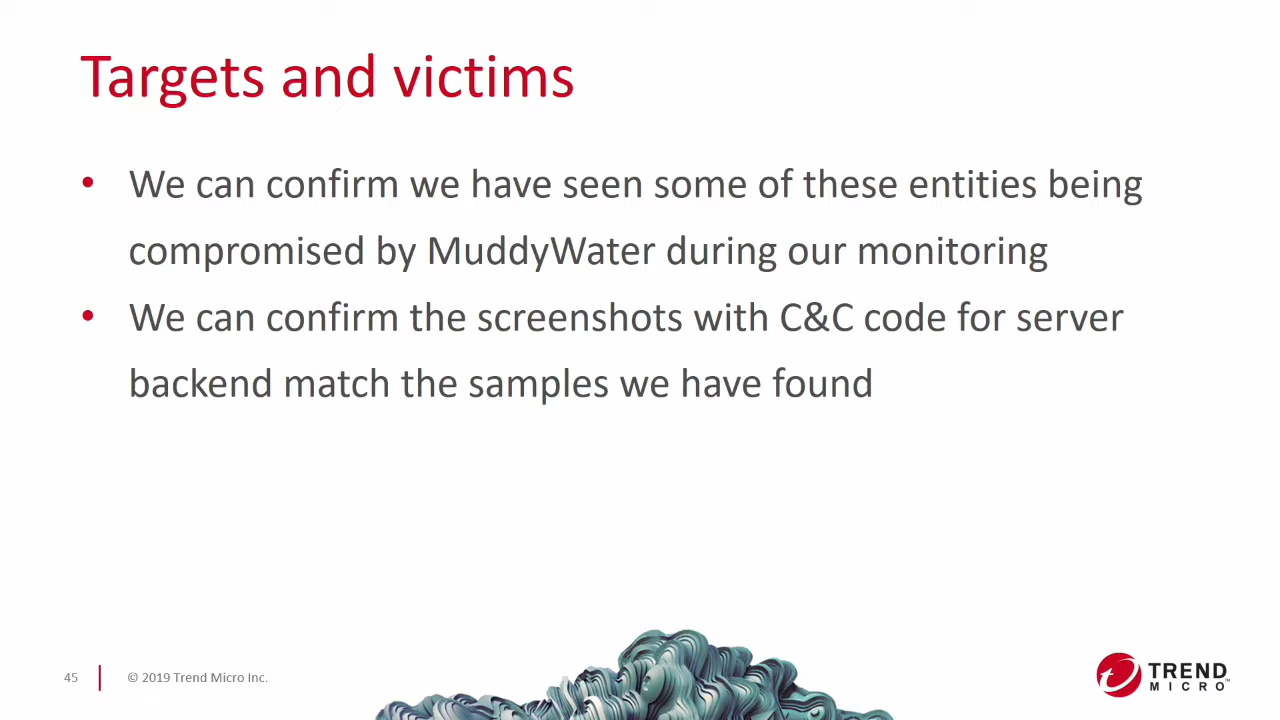 Targets and victims
• We can confirm we have seen some of these entities being
compromised by MuddyWater during our monitoring
• We can confirm the screenshots with C&C code for server
backend match the samples we have found
45
© 2019 Trend Micro Inc.
TREND
MICRO™